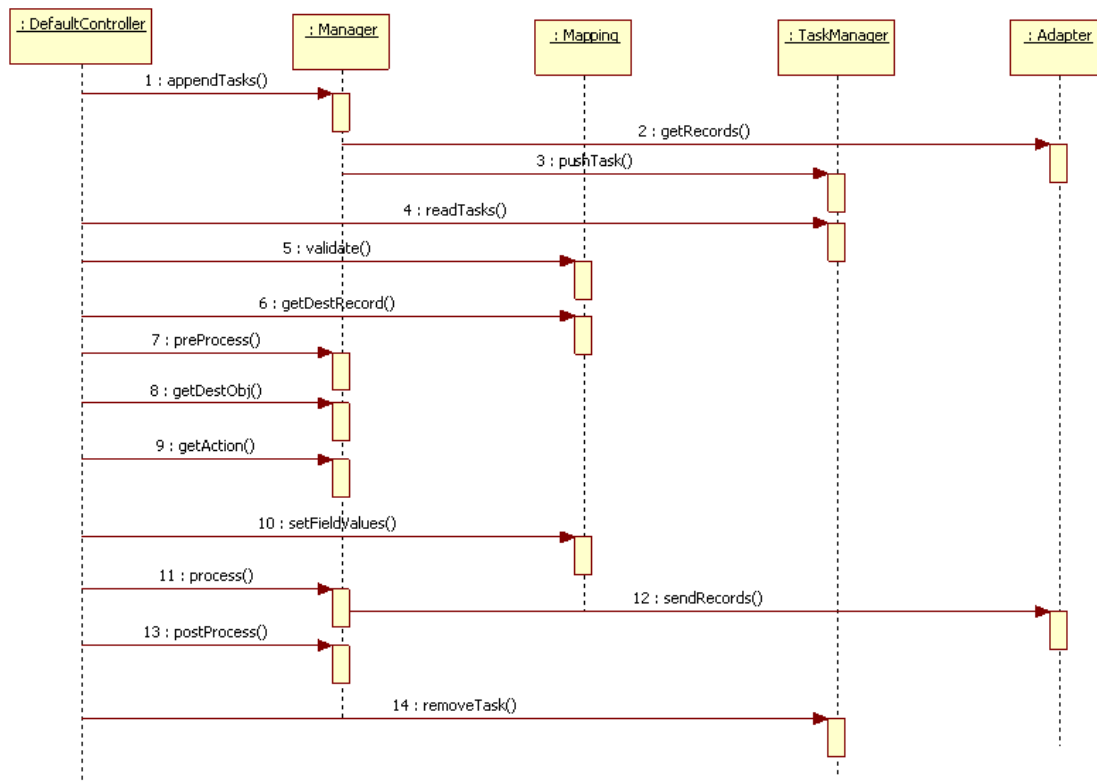 : DefaultController
: Manager
: Mapping
: TaskManager
: Adapter
1 : appendTasks()
2 : getRecords()
3 : pushTask()
4 : readTasks()
5 : validate()
6 : getDestRecord()
7 : preProcess()
8 : getDestObj()
9 : getAction()
10 : setFieldValues()
11 : process()
12 : sendRecords()
13 : postProcess()
14 : removeTask()